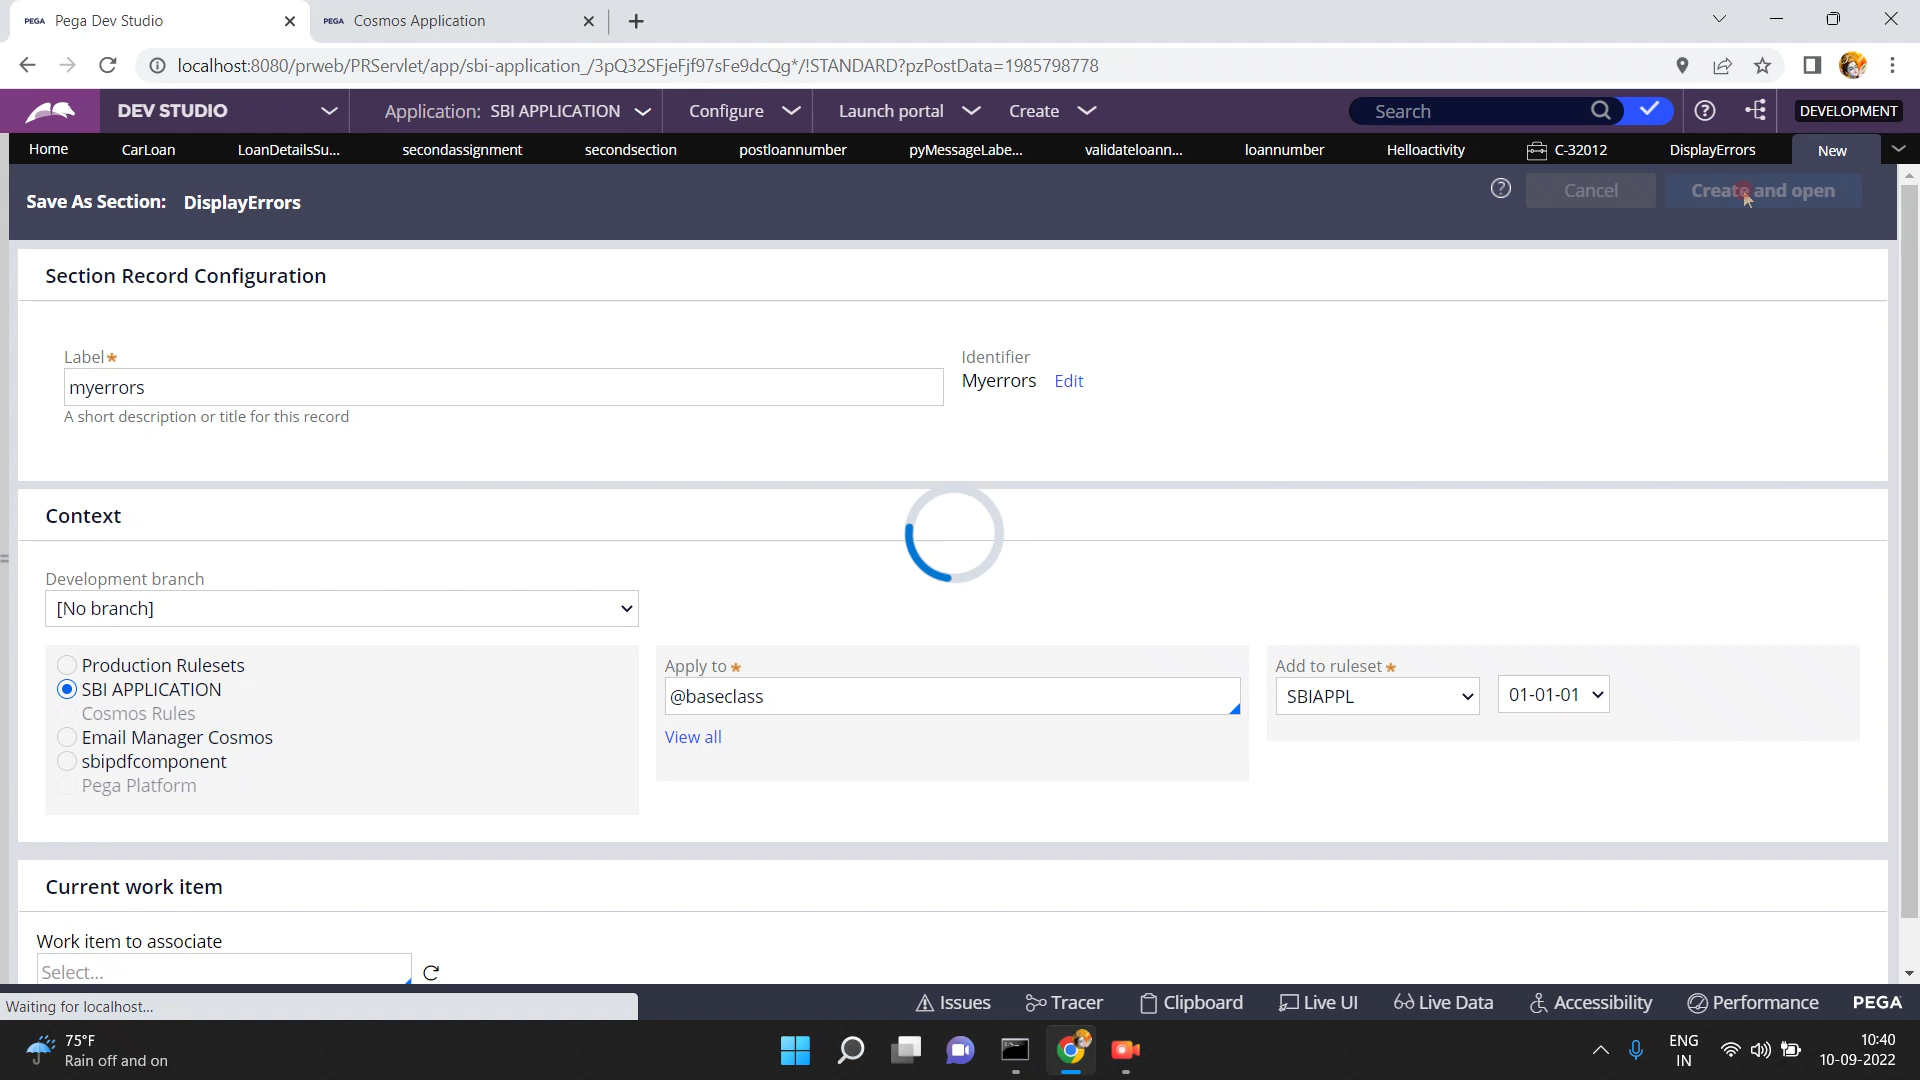 PEGA Pega Dev Studio
PEGA Cosmos Application
localhost:8080/prweb/PRServlet/app/sbi-application_/3pQ32SFjeFjf97sFe9dcQg*/!STANDARD?pzPostData=1985798778
DEV STUDIO
Application: SBI APPLICATION
Configure
Launch portal
Create
Search
DEVELOPMENT
Home
CarLoan
LoanDetailsSu...
secondassignment
secondsection
postloannumber
pyMessageLabe...
validateloann...
loannumber
Helloactivity
C-32012
DisplayErrors
New
Save As Section: DisplayErrors
Cancel
Create and open
Section Record Configuration
Label*
Identifier
myerrors
Myerrors Edit
A short description or title for this record
Context
Development branch
[No branch]
Production Rulesets
SBI APPLICATION
Cosmos Rules
Email Manager Cosmos
sbipdfcomponent
Pega Platform
Apply to *
@baseclass
View all
Add to ruleset *
SBIAPPL
01-01-01
Current work item
Work item to associate
Select...
Waiting for localhost...
Issues
Tracer
Clipboard
Live UI
Live Data
Accessibility
Performance
PEGA
75°F
Rain off and on
ENG
IN
10:40
10-09-2022